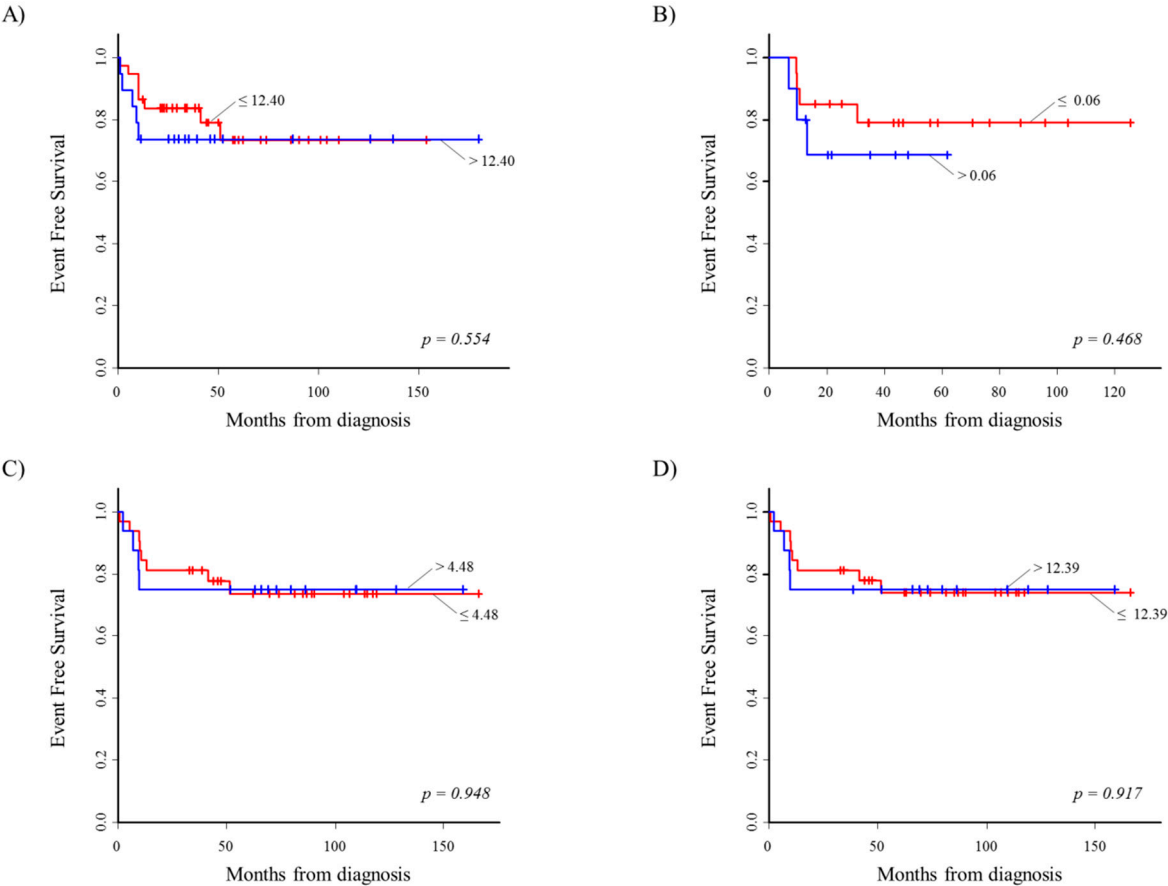 A)
Event Free Survival
1.0
0.8
0.6
0.4
0.2
0.0
≤ 12.40
> 12.40
p = 0.554
0 50 100 150
Months from diagnosis
B)
Event Free Survival
1.0
0.8
0.6
0.4
0.2
0.0
≤ 0.06
> 0.06
p = 0.468
0 20 40 60 80 100 120
Months from diagnosis
C)
Event Free Survival
1.0
0.8
0.6
0.4
0.2
0.0
> 4.48
≤ 4.48
p = 0.948
0 50 100 150
Months from diagnosis
D)
Event Free Survival
1.0
0.8
0.6
0.4
0.2
0.0
> 12.39
≤ 12.39
p = 0.917
0 50 100 150
Months from diagnosis